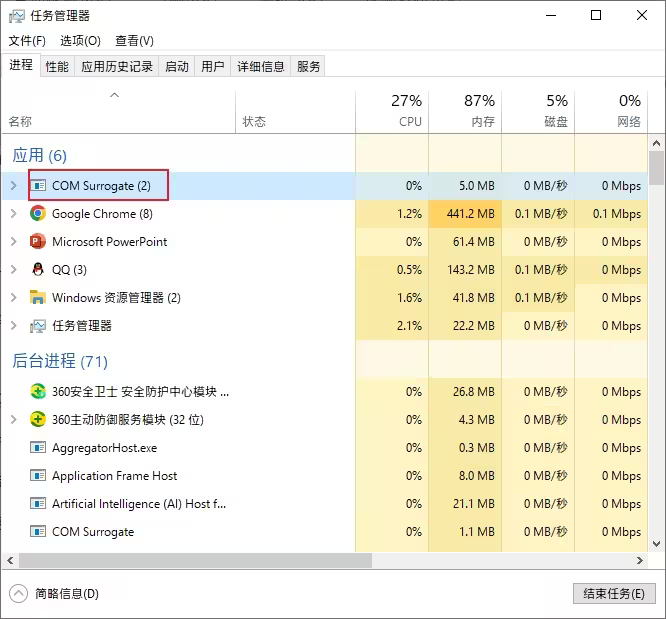 任务管理器
文件(F) 选项(O) 查看(V)
进程 性能 应用历史记录 启动 用户 详细信息 服务
27% 87% 5% 0%
名称 状态 CPU 内存 磁盘 网络
应用 (6)
COM Surrogate (2) 0% 5.0 MB 0 MB/秒 0 Mbps
Google Chrome (8) 1.2% 441.2 MB 0.1 MB/秒 0.1 Mbps
Microsoft PowerPoint 0% 61.4 MB 0 MB/秒 0 Mbps
QQ (3) 0.5% 143.2 MB 0.1 MB/秒 0 Mbps
Windows 资源管理器 (2) 1.6% 41.8 MB 0.1 MB/秒 0 Mbps
任务管理器 2.1% 22.2 MB 0 MB/秒 0 Mbps
后台进程 (71)
360安全卫士 安全防护中心模块 ... 0% 26.8 MB 0 MB/秒 0 Mbps
360主动防御服务模块 (32 位) 0% 4.3 MB 0 MB/秒 0 Mbps
AggregatorHost.exe 0% 0.3 MB 0 MB/秒 0 Mbps
Application Frame Host 0% 8.0 MB 0 MB/秒 0 Mbps
Artificial Intelligence (AI) Host f... 0% 21.1 MB 0 MB/秒 0 Mbps
COM Surrogate 0% 1.1 MB 0 MB/秒 0 Mbps
简略信息(D) 结束任务(E)